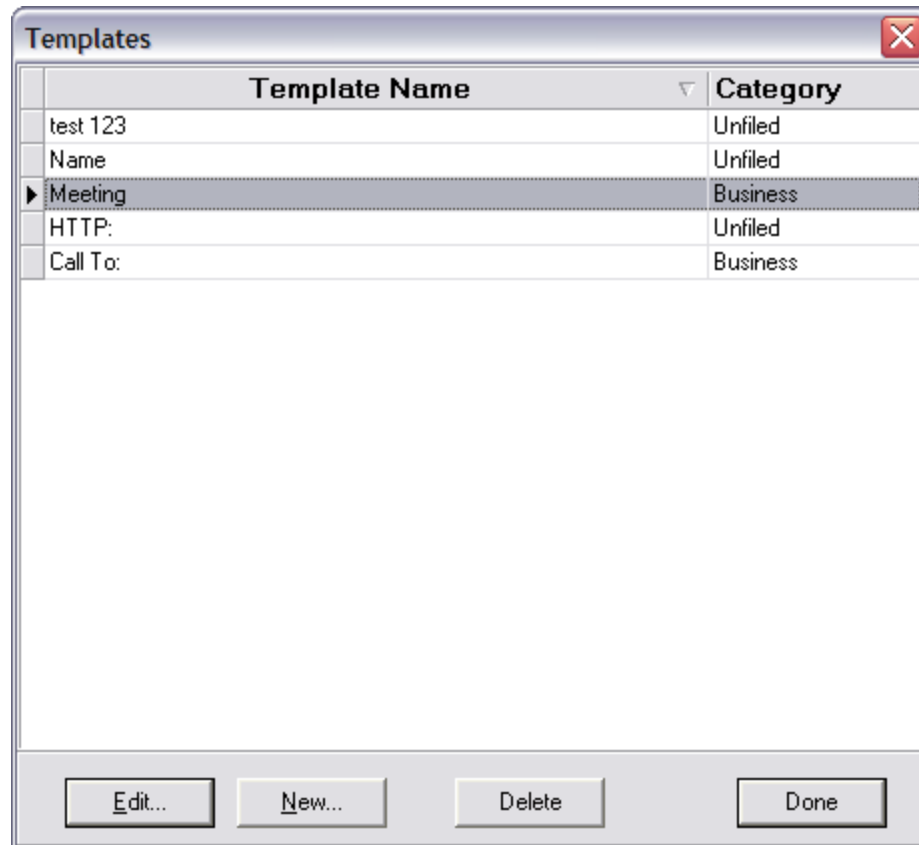 Templates
Template Name Category
test 123 Unfiled
Name Unfiled
Meeting Business
HTTP: Unfiled
Call To: Business
Edit... New... Delete Done